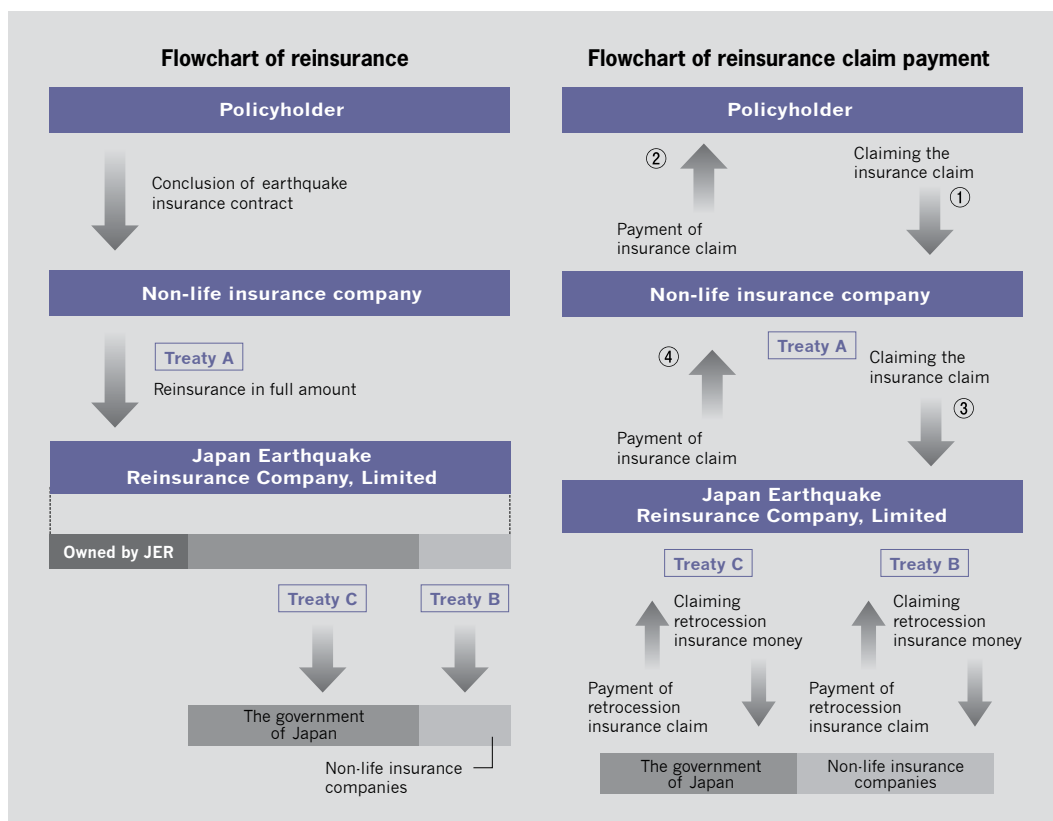 Flowchart of reinsurance
Policyholder
Conclusion of earthquake
insurance contract
Non-life insurance company
Treaty A
Reinsurance in full amount
Japan Earthquake
Reinsurance Company, Limited
Owned by JER
Treaty C
Treaty B
The government
of Japan
Non-life insurance
companies
Flowchart of reinsurance claim payment
Policyholder
②
Payment of
insurance claim
Claiming the
insurance claim
①
Non-life insurance company
Treaty A
④
Payment of
insurance claim
Claiming the
insurance claim
③
Japan Earthquake
Reinsurance Company, Limited
Treaty C
Claiming
retrocession
insurance money
Payment of
retrocession
insurance claim
Treaty B
Claiming
retrocession
insurance money
Payment of
retrocession
insurance claim
The government
of Japan
Non-life insurance
companies